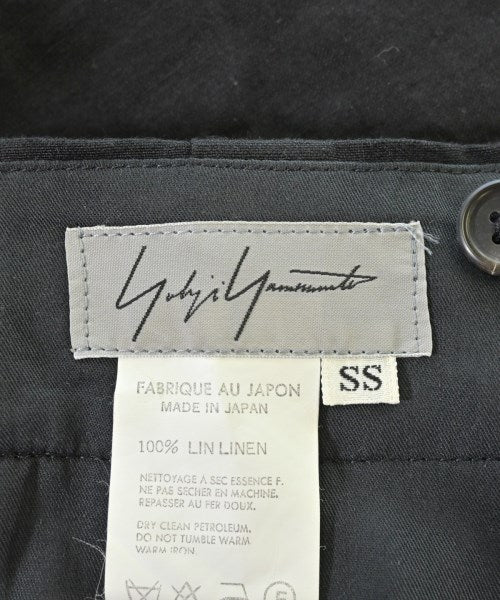 Yohji Yamamoto
SS
FABRIQUE AU JAPON
MADE IN JAPAN
100% LIN LINEN
NETTOYAGE À SEC ESSENCE F.
NE PAS SECHER EN MACHINE.
REPASSER AU FER DOUX.
DRY CLEAN PETROLEUM.
DO NOT TUMBLE WARM
WARM IRON.